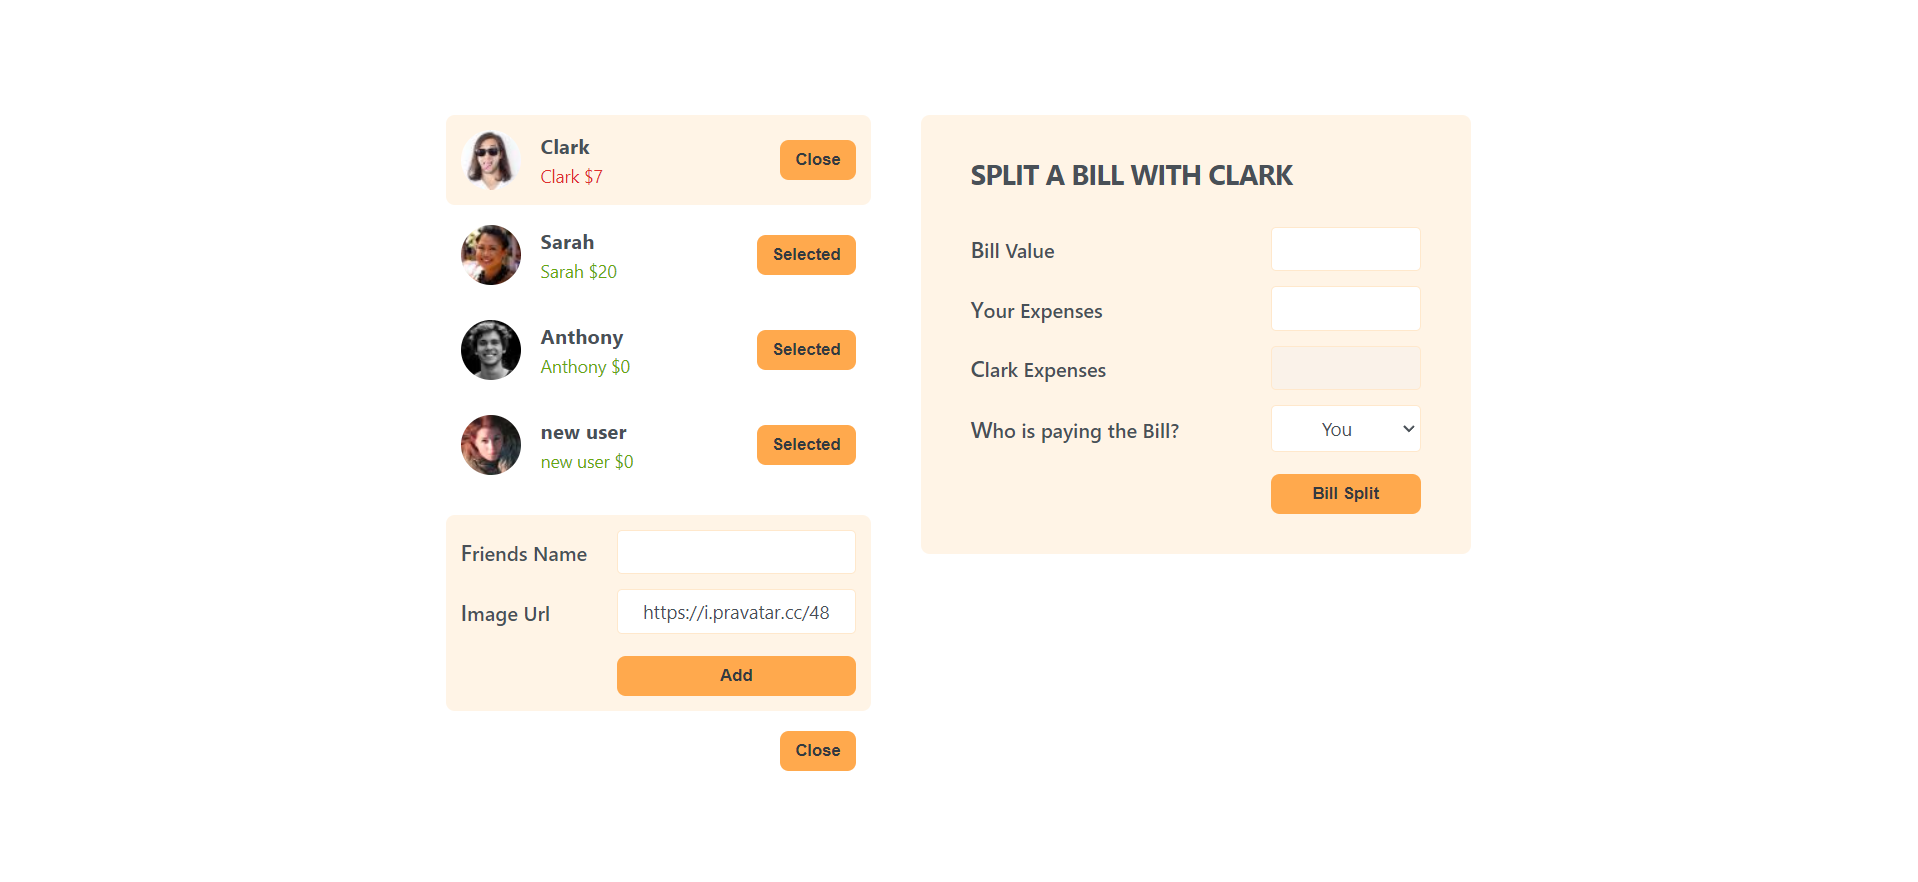 Clark
Clark $7
Close
Sarah
Sarah $20
Selected
Anthony
Anthony $0
Selected
new user
new user $0
Selected
Friends Name
Image Url
https://i.pravatar.cc/48
Add
Close
SPLIT A BILL WITH CLARK
Bill Value
Your Expenses
Clark Expenses
Who is paying the Bill?
You
Bill Split